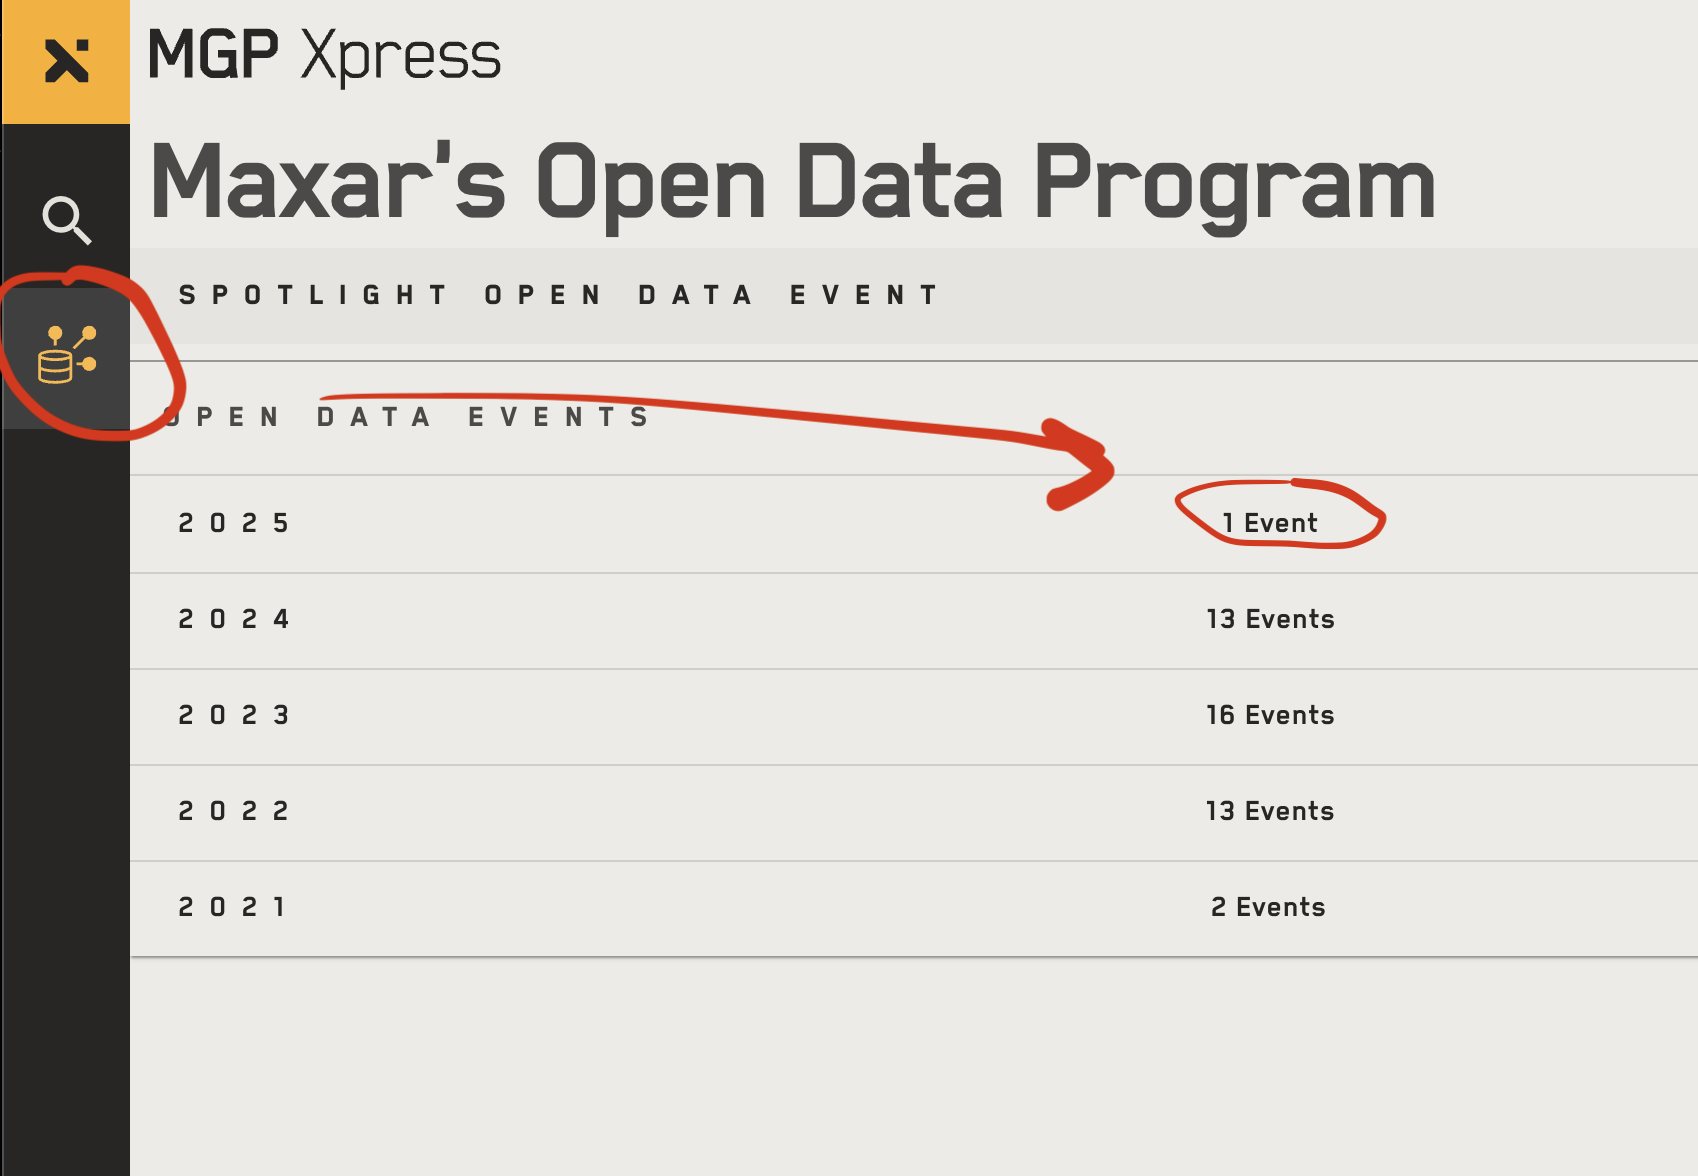 MGP Xpress
Maxar's Open Data Program
SPOTLIGHT OPEN DATA EVENT
OPEN DATA EVENTS
2025 1 Event
2024 13 Events
2023 16 Events
2022 13 Events
2021 2 Events